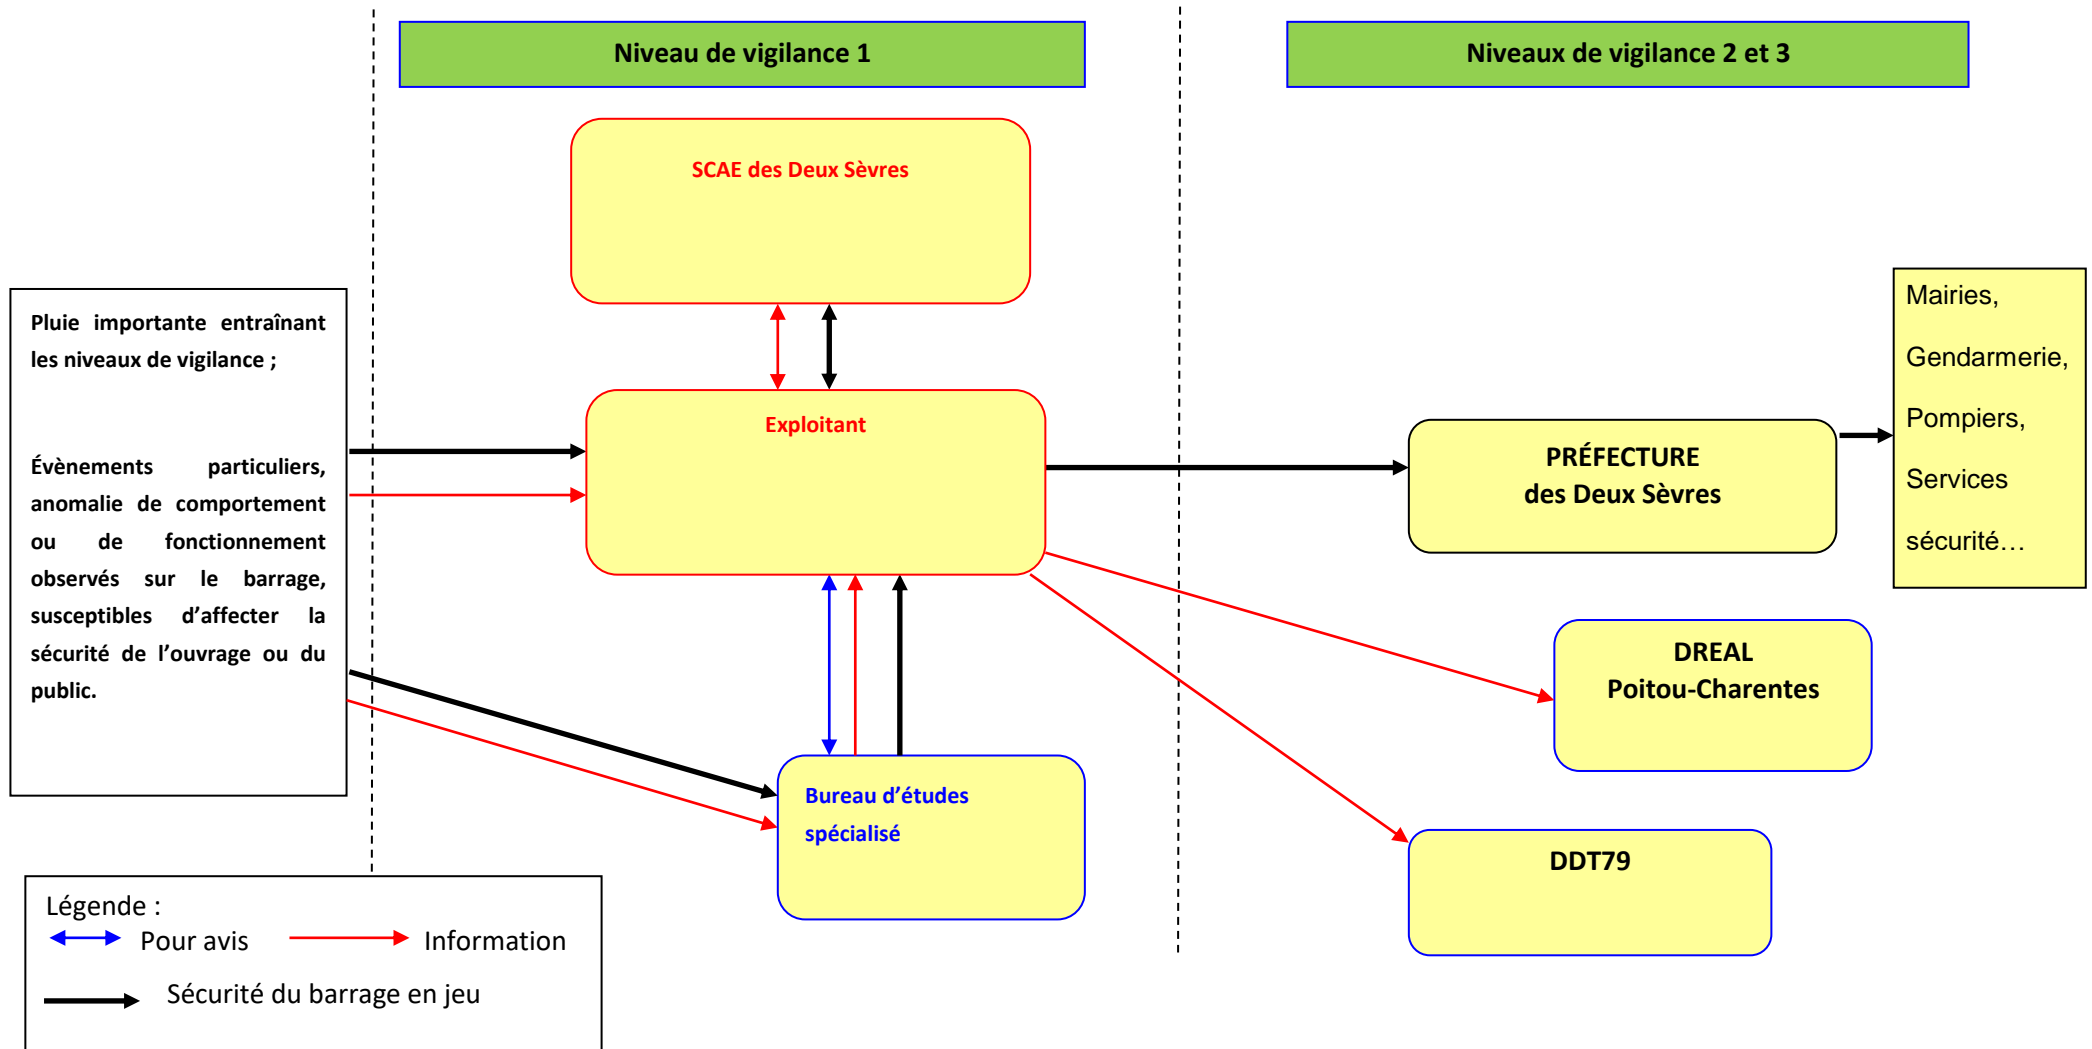 Niveau de vigilance 1
Niveaux de vigilance 2 et 3
SCAE des Deux Sèvres
Pluie importante entraînant
les niveaux de vigilance ;
Évènements particuliers,
anomalie de comportement
ou de fonctionnement
observés sur le barrage,
susceptibles d’affecter la
sécurité de l’ouvrage ou du
public.
Exploitant
PRÉFECTURE
des Deux Sèvres
Mairies,
Gendarmerie,
Pompiers,
Services
sécurité…
DREAL
Poitou-Charentes
Bureau d’études
spécialisé
DDT79
Légende :
Pour avis
Information
Sécurité du barrage en jeu